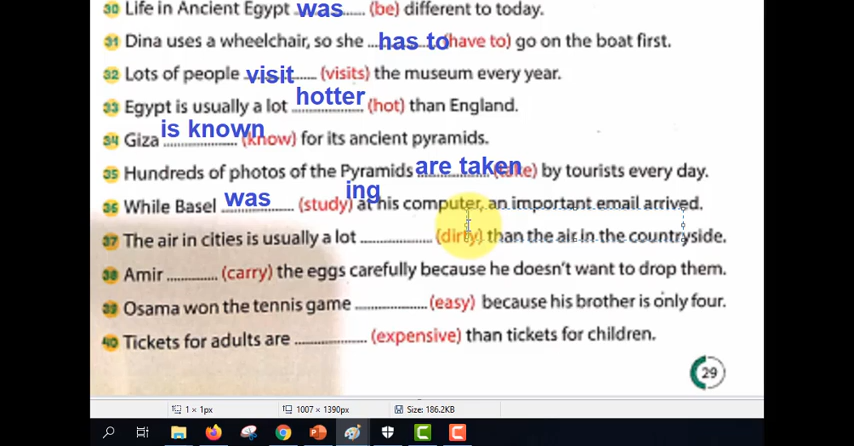 30 Life in Ancient Egypt was (be) different to today.
31 Dina uses a wheelchair, so she has to (have to) go on the boat first.
32 Lots of people visit (visits) the museum every year.
33 Egypt is usually a lot hotter (hot) than England.
34 Giza is known (know) for its ancient pyramids.
35 Hundreds of photos of the Pyramids are taken (take) by tourists every day.
36 While Basel was (study) ing at his computer, an important email arrived.
37 The air in cities is usually a lot .............. (dirty) than the air in the countryside.
38 Amir .............. (carry) the eggs carefully because he doesn't want to drop them.
39 Osama won the tennis game .............. (easy) because his brother is only four.
40 Tickets for adults are .............. (expensive) than tickets for children.
29
1 × 1px 1007 × 1390px Size: 186.2KB